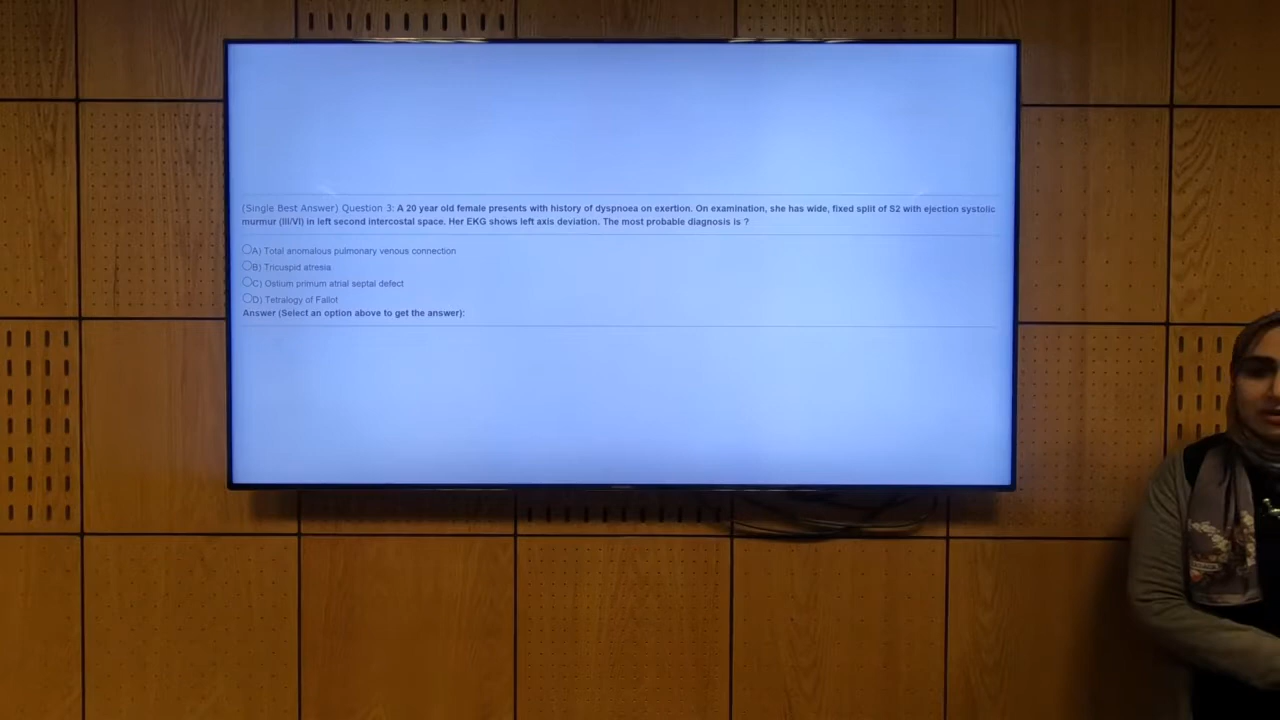 (Single Best Answer) Question 3: A 20 year old female presents with history of dyspnoea on exertion. On examination, she has wide, fixed split of S2 with ejection systolic
murmur (III/VI) in left second intercostal space. Her EKG shows left axis deviation. The most probable diagnosis is ?
A) Total anomalous pulmonary venous connection
B) Tricuspid atresia
C) Ostium primum atrial septal defect
D) Tetralogy of Fallot
Answer (Select an option above to get the answer):